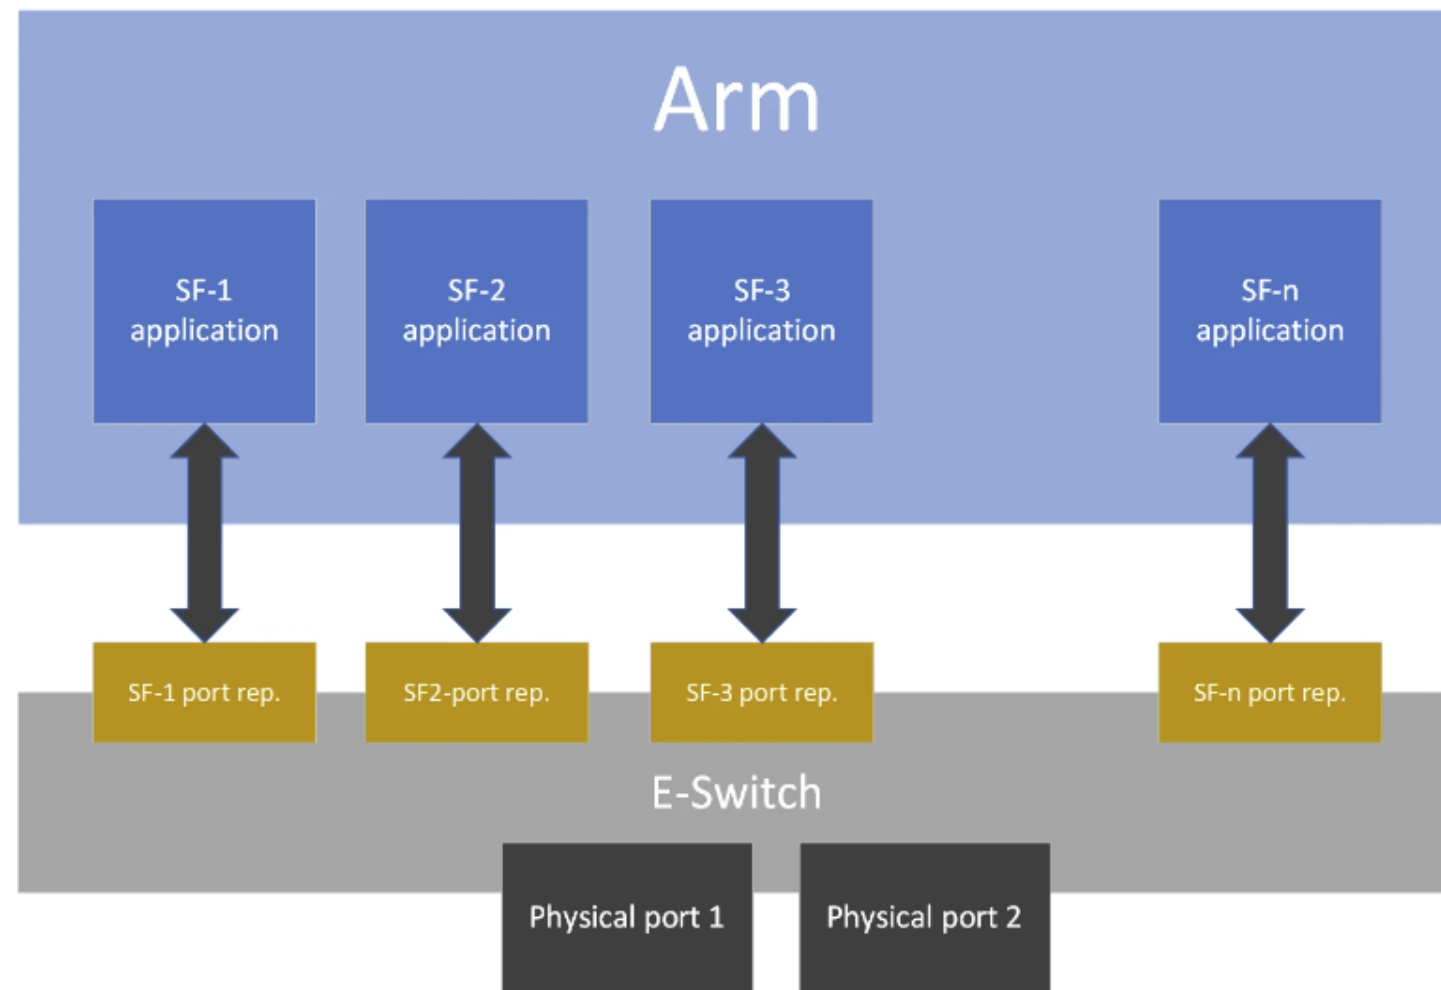 Arm
SF-1
application
SF-2
application
SF-3
application
SF-n
application
SF-1 port rep.
SF2-port rep.
SF-3 port rep.
SF-n port rep.
E-Switch
Physical port 1
Physical port 2